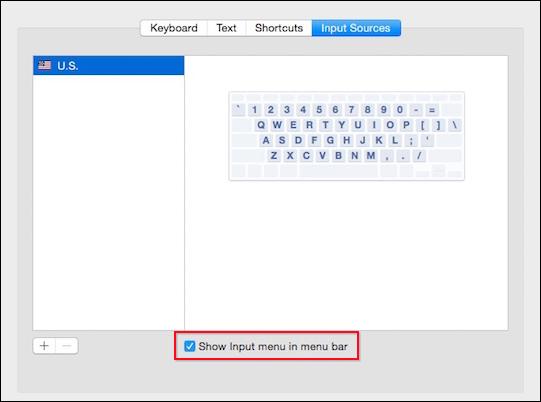 Keyboard Text Shortcuts Input Sources
U.S.
` 1 2 3 4 5 6 7 8 9 0 - =
Q W E R T Y U I O P [ ] \
A S D F G H J K L ; '
Z X C V B N M , . /
+ −
Show Input menu in menu bar